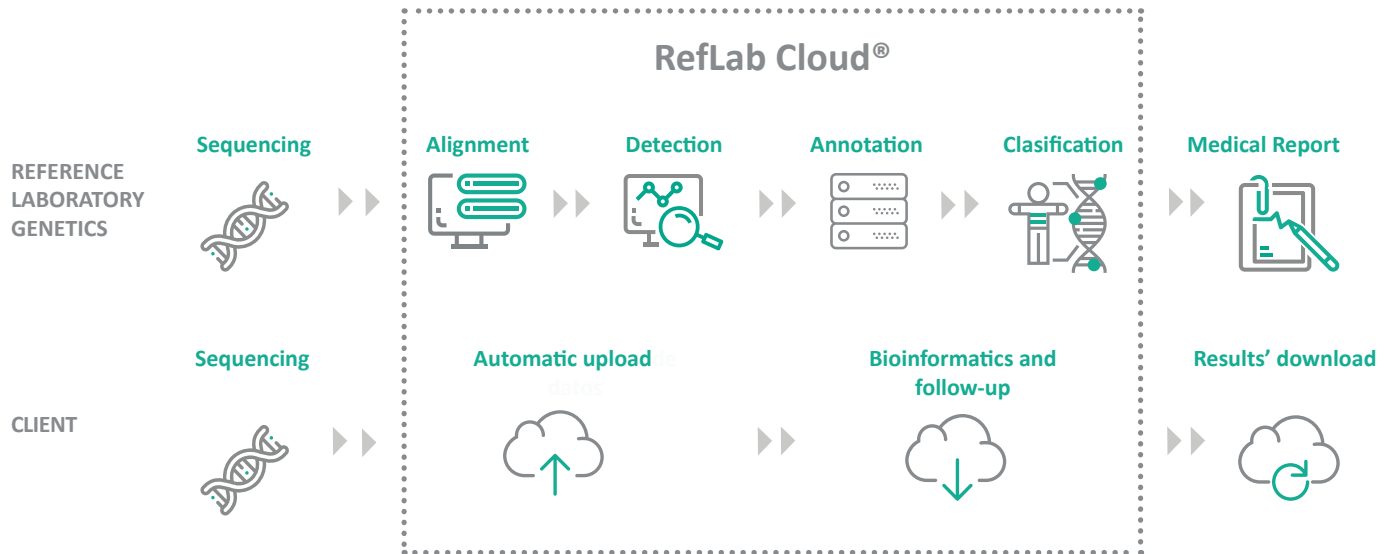 RefLab Cloud®
REFERENCE
LABORATORY
GENETICS
Sequencing
Alignment
Detection
Annotation
Clasification
Medical Report
CLIENT
Sequencing
Automatic upload
datos
Bioinformatics and
follow-up
Results' download